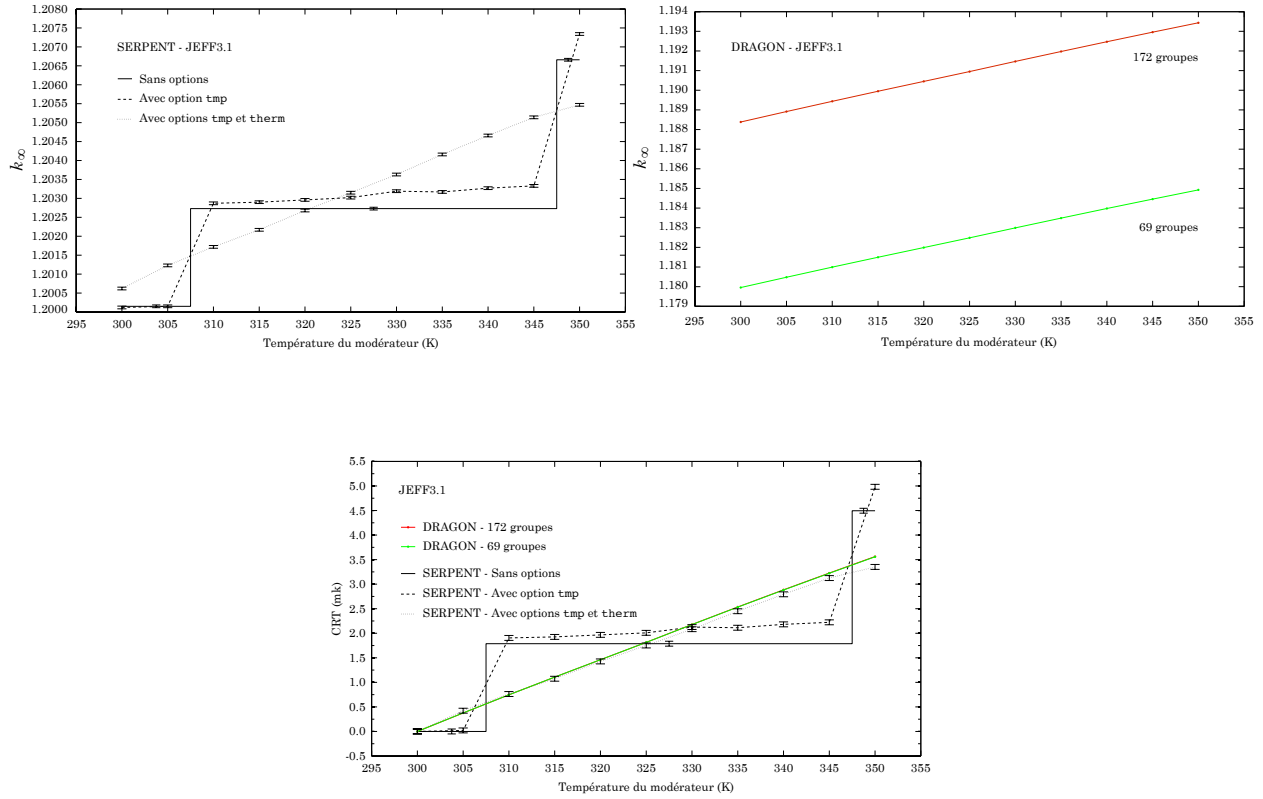 1.2080
1.2075
1.2070
1.2065
1.2060
1.2055
1.2050
1.2045
1.2040
1.2035
1.2030
1.2025
1.2020
1.2015
1.2010
1.2005
1.2000
k∞
SERPENT - JEFF3.1
Sans options
Avec option tmp
Avec options tmp et therm
295 300 305 310 315 320 325 330 335 340 345 350 355
Température du modérateur (K)
1.194
1.193
1.192
1.191
1.190
1.189
1.188
1.187
1.186
1.185
1.184
1.183
1.182
1.181
1.180
1.179
k∞
DRAGON - JEFF3.1
172 groupes
69 groupes
295 300 305 310 315 320 325 330 335 340 345 350 355
Température du modérateur (K)
5.5
5.0
4.5
4.0
3.5
3.0
2.5
2.0
1.5
1.0
0.5
0.0
-0.5
CRT (mk)
JEFF3.1
DRAGON - 172 groupes
DRAGON - 69 groupes
SERPENT - Sans options
SERPENT - Avec option tmp
SERPENT - Avec options tmp et therm
295 300 305 310 315 320 325 330 335 340 345 350 355
Température du modérateur (K)